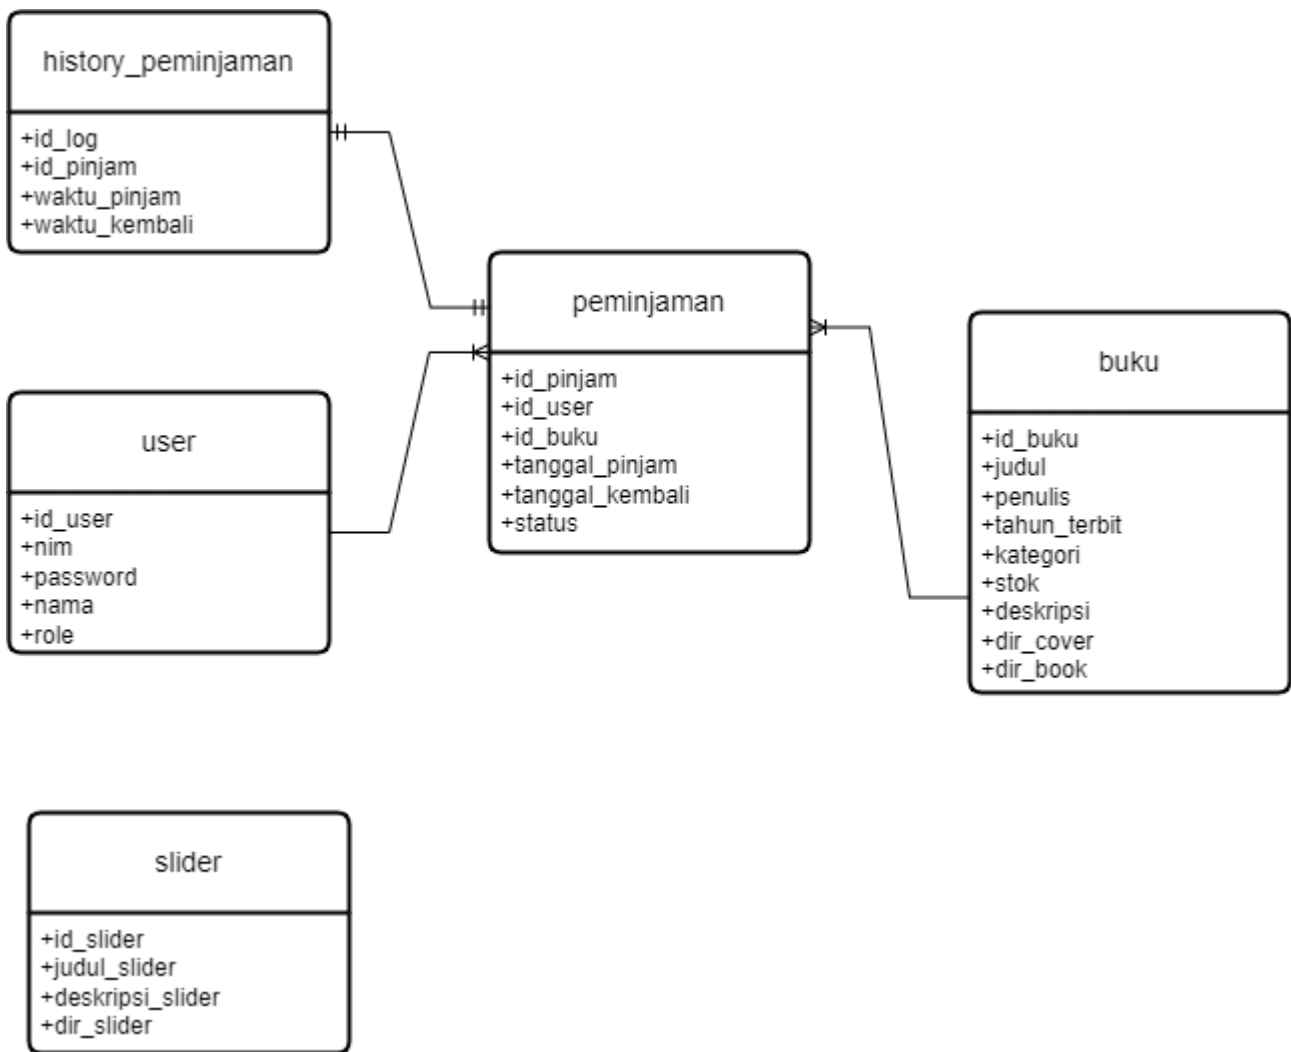 history_peminjaman
+id_log
+id_pinjam
+waktu_pinjam
+waktu_kembali
peminjaman
+id_pinjam
+id_user
+id_buku
+tanggal_pinjam
+tanggal_kembali
+status
buku
+id_buku
+judul
+penulis
+tahun_terbit
+kategori
+stok
+deskripsi
+dir_cover
+dir_book
user
+id_user
+nim
+password
+nama
+role
slider
+id_slider
+judul_slider
+deskripsi_slider
+dir_slider